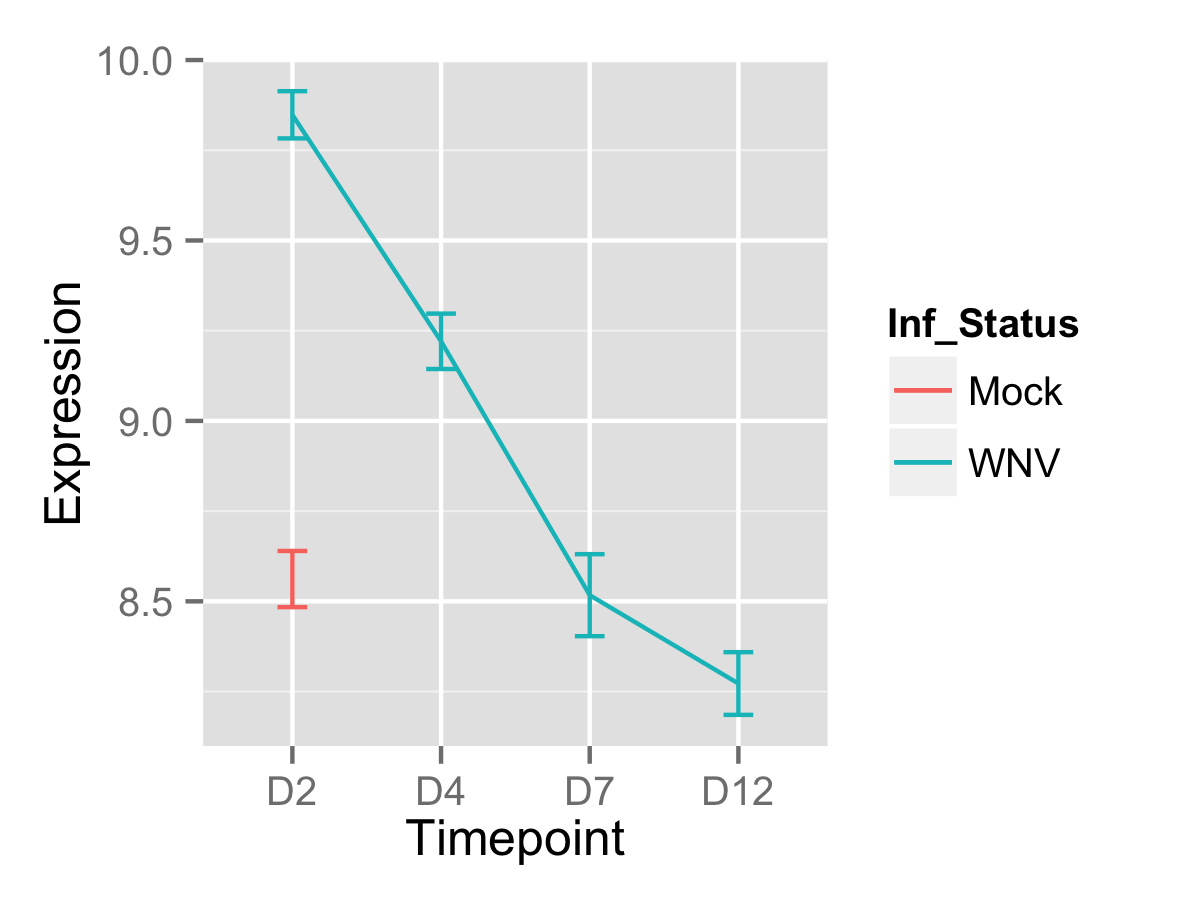 10.0
9.5
9.0
8.5
Expression
D2 D4 D7 D12
Timepoint
Inf_Status
Mock
WNV